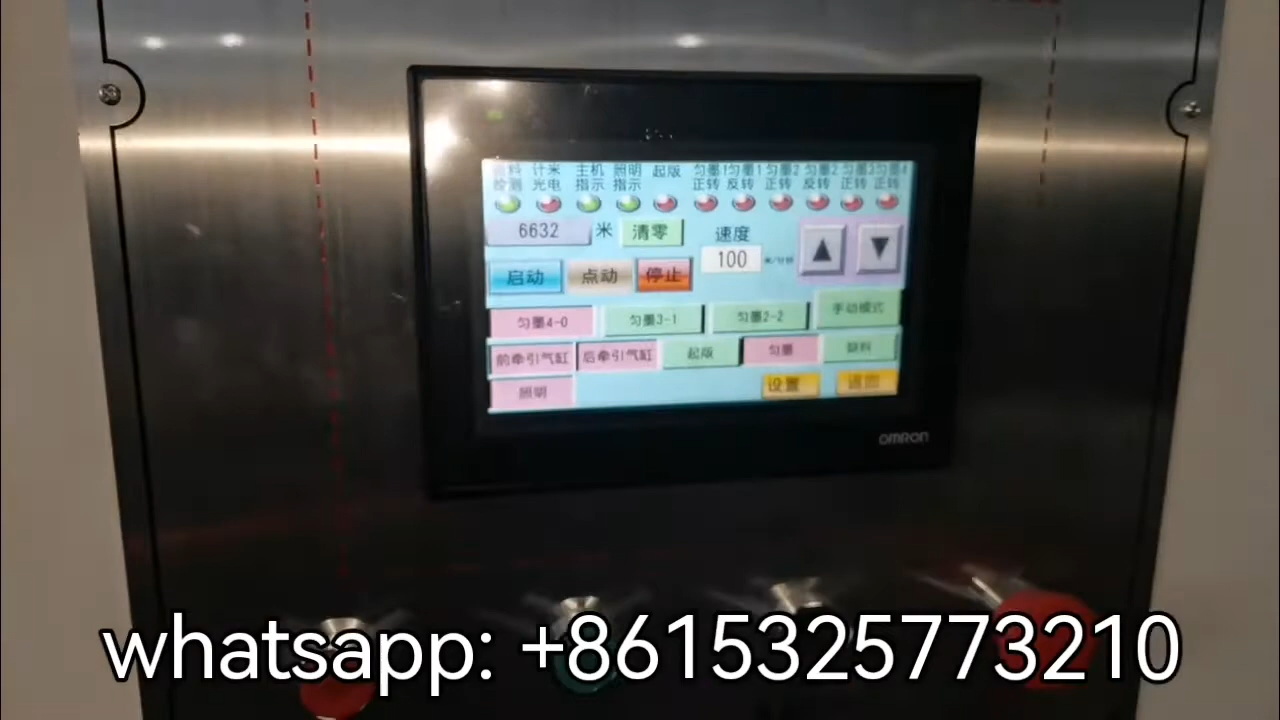 计米 主机 照明 起版 匀墨1 匀墨1 匀墨2 匀墨2 匀墨3 匀墨4
检测 光电 指示 指示 正转 反转 正转 反转 正转 正转
6632 米 清零 速度
100
启动 点动 停止
▲ ▼
匀墨4-0 匀墨3-1 匀墨2-2 手动模式
前牵引气缸 后牵引气缸 起版 匀墨
照明 设置 返回
OMRON
whatsapp: +8615325773210